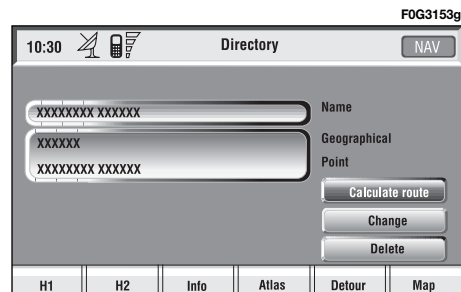 F0G3153g
10:30 Directory NAV
XXXXXXXX XXXXXX Name
XXXXXX Geographical
XXXXXXXX XXXXXX Point
Calculate route
Change
Delete
H1 H2 Info Atlas Detour Map